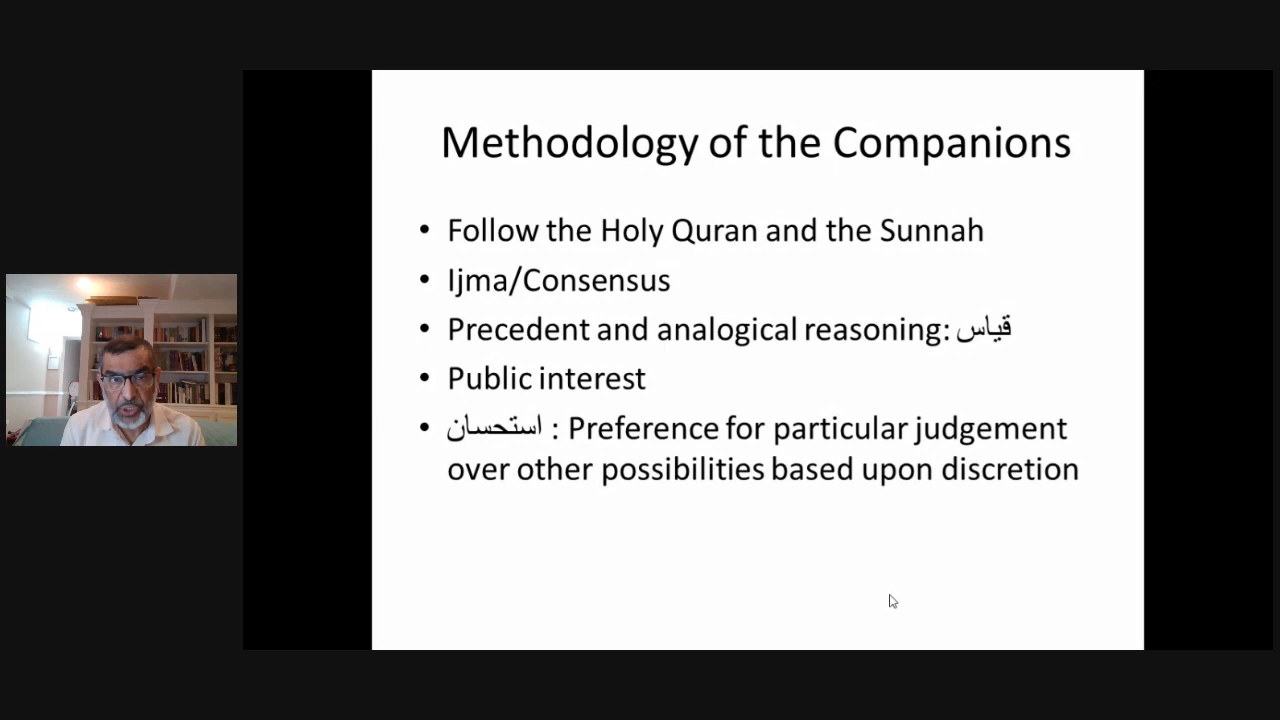 Methodology of the Companions
• Follow the Holy Quran and the Sunnah
• Ijma/Consensus
• Precedent and analogical reasoning: قياس
• Public interest
• استحسان : Preference for particular judgement
over other possibilities based upon discretion